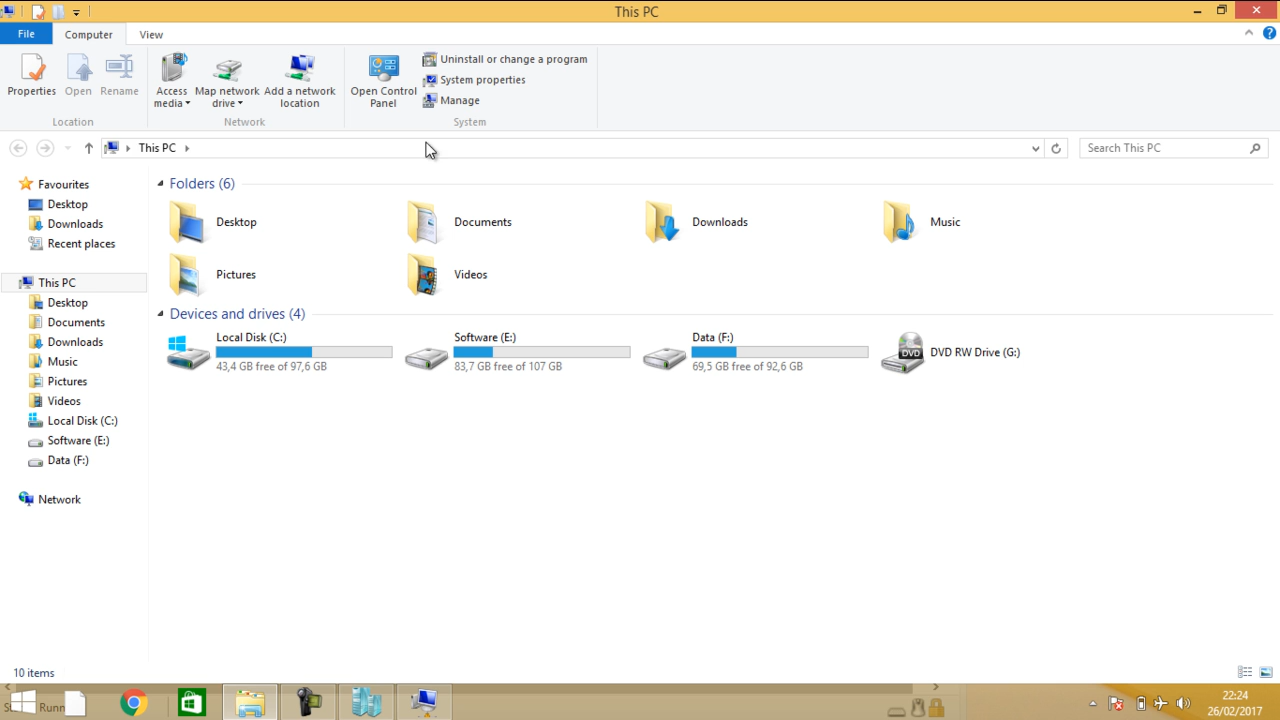 This PC
File
Computer
View
Properties
Open
Rename
Location
Access media
Map network drive
Add a network location
Network
Open Control Panel
Uninstall or change a program
System properties
Manage
System
This PC
Search This PC
Favourites
Desktop
Downloads
Recent places
This PC
Desktop
Documents
Downloads
Music
Pictures
Videos
Local Disk (C:)
Software (E:)
Data (F:)
Network
Folders (6)
Desktop
Documents
Downloads
Music
Pictures
Videos
Devices and drives (4)
Local Disk (C:)
43,4 GB free of 97,6 GB
Software (E:)
83,7 GB free of 107 GB
Data (F:)
69,5 GB free of 92,6 GB
DVD
DVD RW Drive (G:)
10 items
22:24
26/02/2017